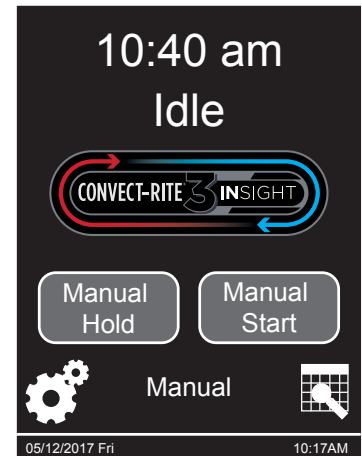 10:40 am
Idle
CONVECT-RITE 3 INSIGHT
Manual Hold
Manual Start
Manual
05/12/2017 Fri 10:17AM